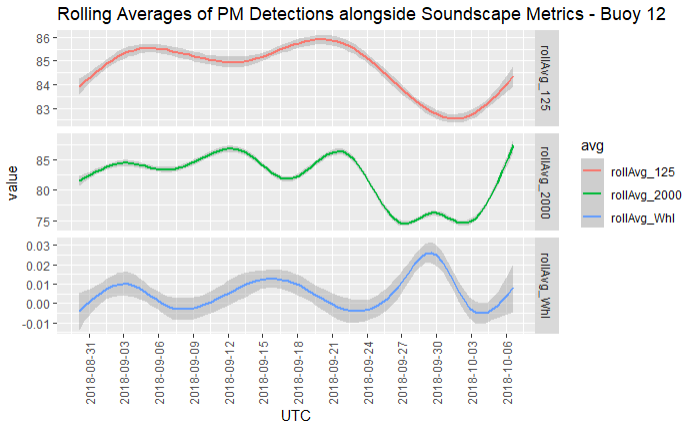 Rolling Averages of PM Detections alongside Soundscape Metrics - Buoy 12
86
85
84
83
rollAvg_125
85
80
75
rollAvg_2000
0.03
0.02
0.01
0.00
-0.01
rollAvg_Whl
value
2018-08-31
2018-09-03
2018-09-06
2018-09-09
2018-09-12
2018-09-15
2018-09-18
2018-09-21
2018-09-24
2018-09-27
2018-09-30
2018-10-03
2018-10-06
UTC
avg
rollAvg_125
rollAvg_2000
rollAvg_Whl